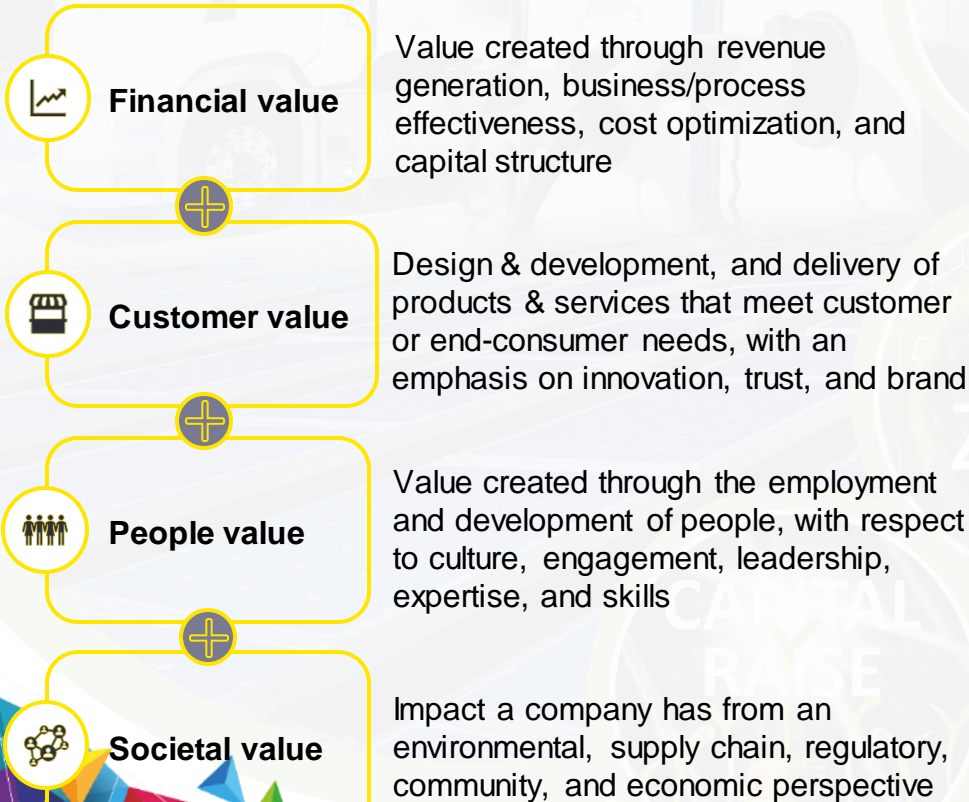 Financial value
Value created through revenue
generation, business/process
effectiveness, cost optimization, and
capital structure
Customer value
Design & development, and delivery of
products & services that meet customer
or end-consumer needs, with an
emphasis on innovation, trust, and brand
People value
Value created through the employment
and development of people, with respect
to culture, engagement, leadership,
expertise, and skills
CAPITAL
RAISE
Societal value
Impact a company has from an
environmental, supply chain, regulatory,
community, and economic perspective